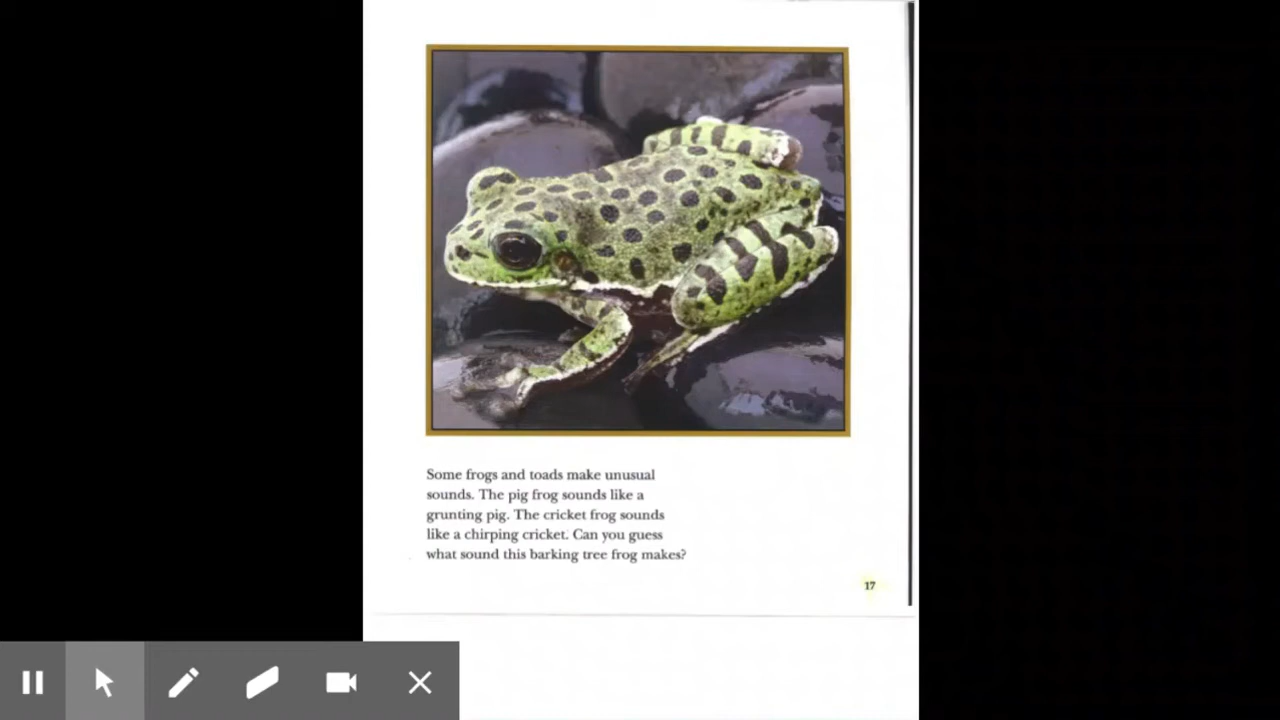 Some frogs and toads make unusual
sounds. The pig frog sounds like a
grunting pig. The cricket frog sounds
like a chirping cricket. Can you guess
what sound this barking tree frog makes?
17